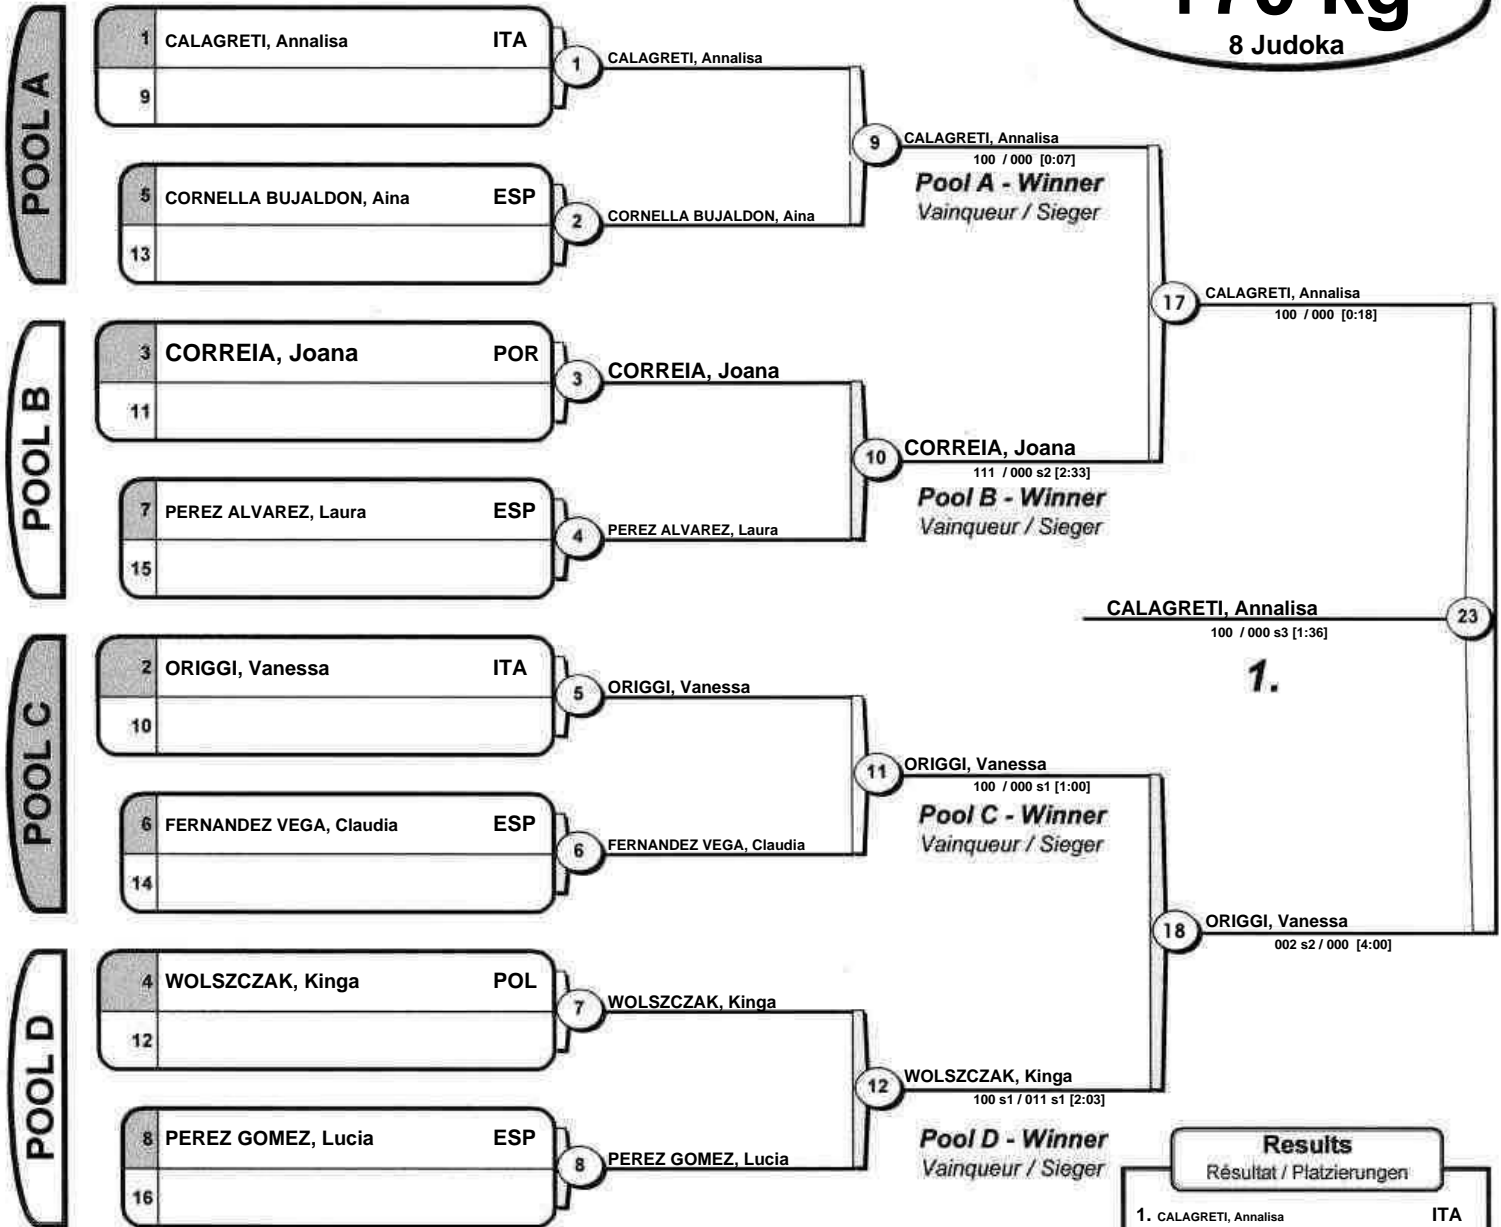 +70 kg
8 Judoka
POOL A
1 CALAGRETI, Annalisa ITA
9
1 CALAGRETI, Annalisa
5 CORNELLA BUJALDON, Aina ESP
13
2 CORNELLA BUJALDON, Aina
9 CALAGRETI, Annalisa
100 / 000 [0:07]
Pool A - Winner
Vainqueur / Sieger
POOL B
3 CORREIA, Joana POR
11
3 CORREIA, Joana
7 PEREZ ALVAREZ, Laura ESP
15
4 PEREZ ALVAREZ, Laura
10 CORREIA, Joana
111 / 000 s2 [2:33]
Pool B - Winner
Vainqueur / Sieger
17 CALAGRETI, Annalisa
100 / 000 [0:18]
CALAGRETI, Annalisa 23
100 / 000 s3 [1:36]
1.
POOL C
2 ORIGGI, Vanessa ITA
10
5 ORIGGI, Vanessa
6 FERNANDEZ VEGA, Claudia ESP
14
6 FERNANDEZ VEGA, Claudia
11 ORIGGI, Vanessa
100 / 000 s1 [1:00]
Pool C - Winner
Vainqueur / Sieger
18 ORIGGI, Vanessa
002 s2 / 000 [4:00]
POOL D
4 WOLSZCZAK, Kinga POL
12
7 WOLSZCZAK, Kinga
8 PEREZ GOMEZ, Lucia ESP
16
8 PEREZ GOMEZ, Lucia
12 WOLSZCZAK, Kinga
100 s1 / 011 s1 [2:03]
Pool D - Winner
Vainqueur / Sieger
Results
Résultat / Platzierungen
1. CALAGRETI, Annalisa ITA